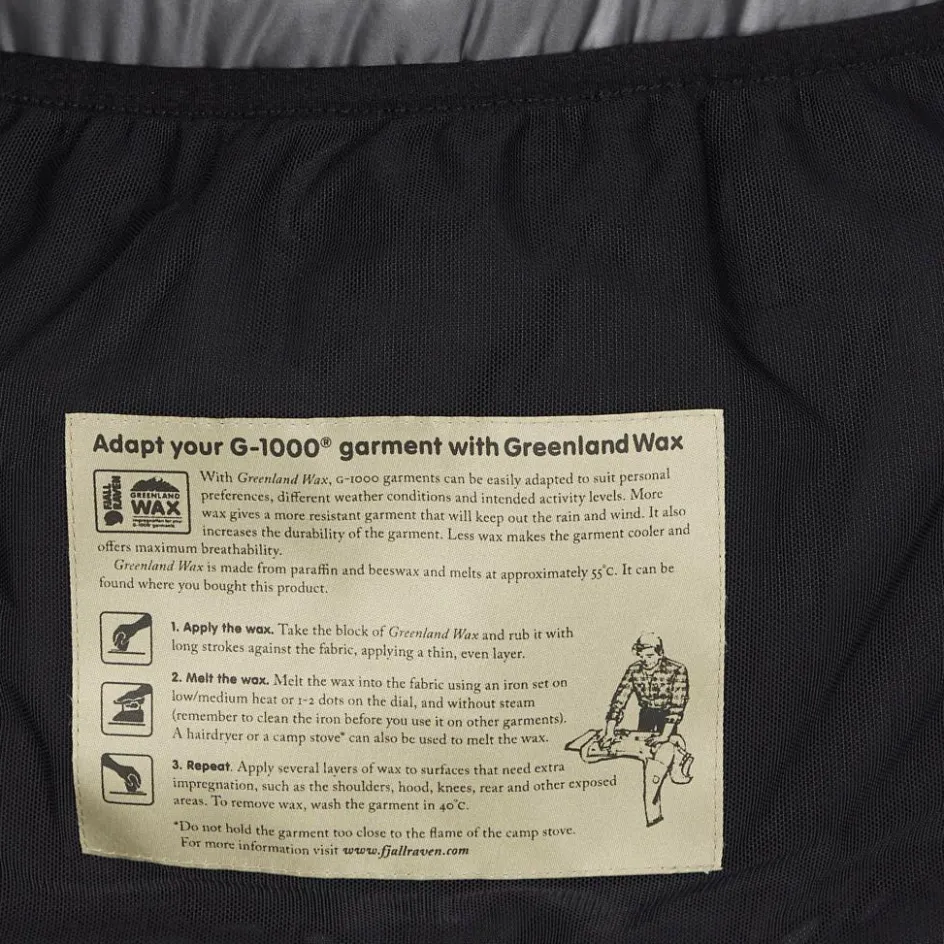 Adapt your G-1000® garment with Greenland Wax
FJALL
RAVEN
GREENLAND
WAX
impregnation for your
G-1000 garments
With Greenland Wax, G-1000 garments can be easily adapted to suit personal
preferences, different weather conditions and intended activity levels. More
wax gives a more resistant garment that will keep out the rain and wind. It also
increases the durability of the garment. Less wax makes the garment cooler and
offers maximum breathability.
Greenland Wax is made from paraffin and beeswax and melts at approximately 55°C. It can be
found where you bought this product.
1. Apply the wax. Take the block of Greenland Wax and rub it with
long strokes against the fabric, applying a thin, even layer.
2. Melt the wax. Melt the wax into the fabric using an iron set on
low/medium heat or 1-2 dots on the dial, and without steam
(remember to clean the iron before you use it on other garments).
A hairdryer or a camp stove* can also be used to melt the wax.
3. Repeat. Apply several layers of wax to surfaces that need extra
impregnation, such as the shoulders, hood, knees, rear and other exposed
areas. To remove wax, wash the garment in 40°C.
*Do not hold the garment too close to the flame of the camp stove.
For more information visit www.fjallraven.com